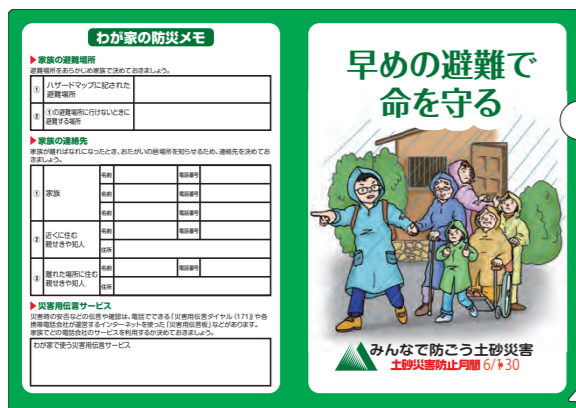 わが家の防災メモ
▶家族の避難場所
避難場所をあらかじめ家族で決めておきましょう。
① ハザードマップに記された
避難場所
② ①の避難場所に行けないときに
避難する場所
▶家族の連絡先
家族が離ればなれになったとき、おたがいの居場所を知らせるため、連絡先を決めてお
きましょう。
① 家族
名前 電話番号
名前 電話番号
名前 電話番号
② 近くに住む
親せきや知人
名前 電話番号
住所
③ 離れた場所に住む
親せきや知人
名前 電話番号
住所
▶災害用伝言サービス
災害時の安否などの伝言や確認は、電話でできる「災害用伝言ダイヤル(171)」や各
携帯電話会社が運営するインターネットを使った「災害用伝言板」などがあります。
家族でどの電話会社のサービスを利用するか決めておきましょう。
わが家で使う災害用伝言サービス
早めの避難で
命を守る
みんなで防ごう土砂災害
土砂災害防止月間 6/1▶30